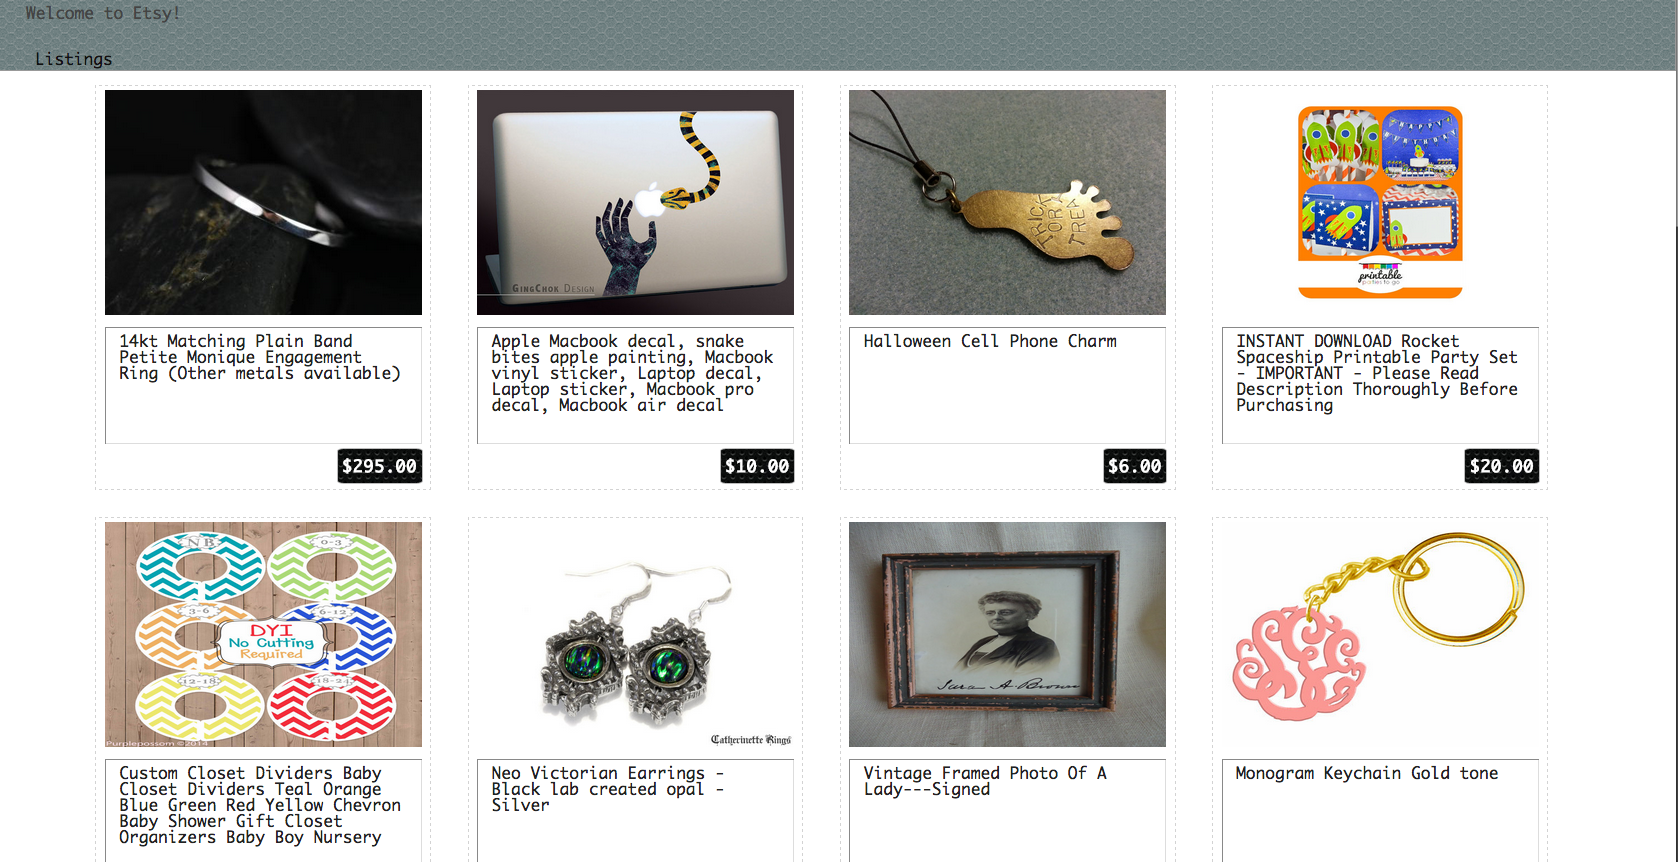 Welcome to Etsy!
Listings
GingChok Design
TRICK
OR
TREAT
HAPPY
BIRTHDAY
printable
parties to go
14kt Matching Plain Band
Petite Monique Engagement
Ring (Other metals available)
Apple Macbook decal, snake
bites apple painting, Macbook
vinyl sticker, Laptop decal,
Laptop sticker, Macbook pro
decal, Macbook air decal
Halloween Cell Phone Charm
INSTANT DOWNLOAD Rocket
Spaceship Printable Party Set
- IMPORTANT - Please Read
Description Thoroughly Before
Purchasing
$295.00
$10.00
$6.00
$20.00
NB
0-3
3-6
6-12
DYI
No Cutting
Required
12-18
18-24
Purplepossom ©2014
Catherinette Rings
Sara A Brown
Custom Closet Dividers Baby
Closet Dividers Teal Orange
Blue Green Red Yellow Chevron
Baby Shower Gift Closet
Organizers Baby Boy Nursery
Neo Victorian Earrings -
Black lab created opal -
Silver
Vintage Framed Photo Of A
Lady---Signed
Monogram Keychain Gold tone